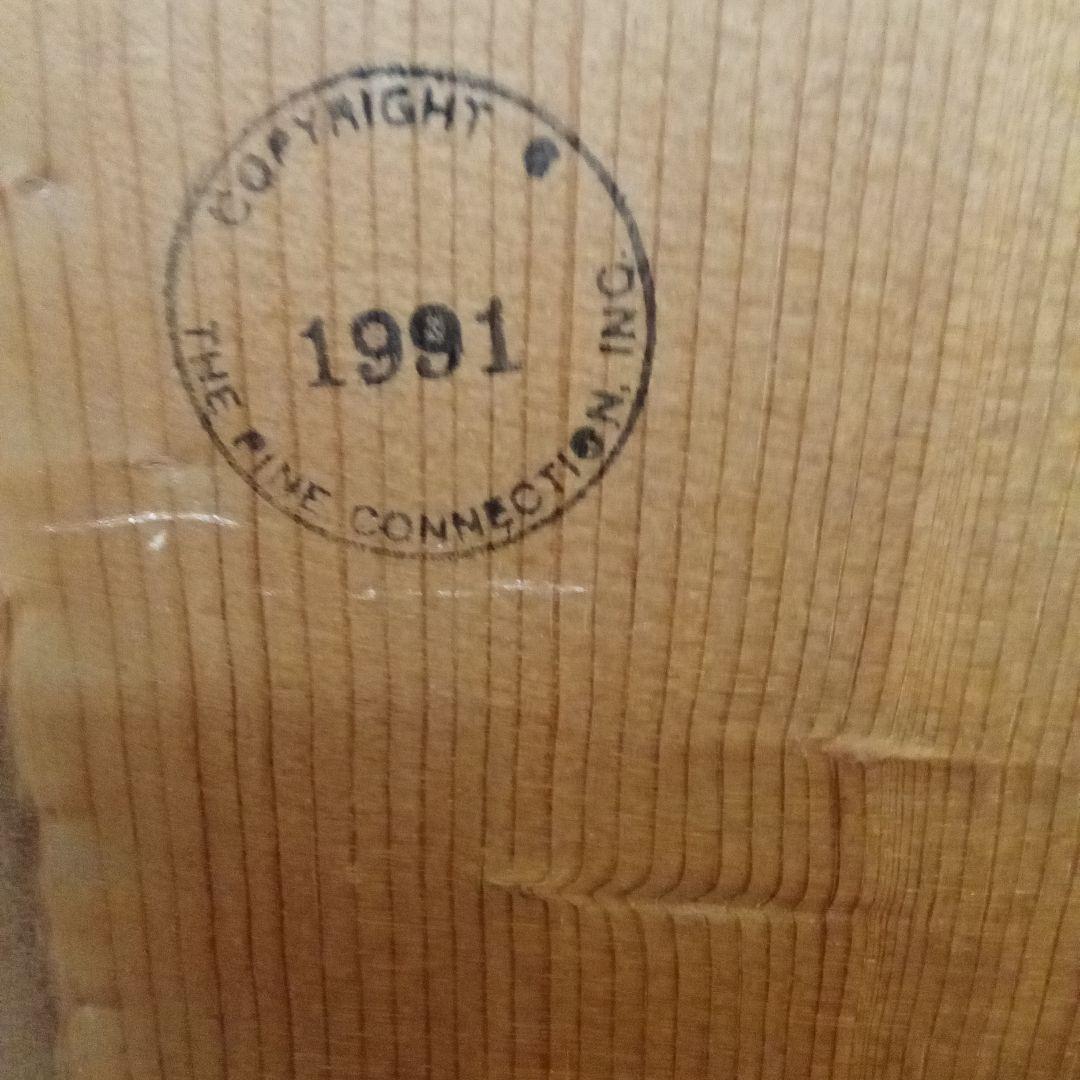 COPYRIGHT ©
1991
THE PINE CONNECTION, INC.